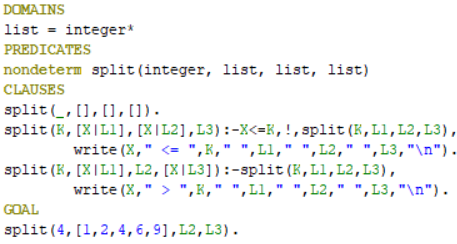 DOMAINS
list = integer*
PREDICATES
nondeterm split(integer, list, list, list)
CLAUSES
split(_,[],[],[]).
split(K,[X|L1],[X|L2],L3):-X<=K,!,split(K,L1,L2,L3),
write(X," <= ",K," ",L1," ",L2," ",L3,"\n").
split(K,[X|L1],L2,[X|L3]):-split(K,L1,L2,L3),
write(X," > ",K," ",L1," ",L2," ",L3,"\n").
GOAL
split(4,[1,2,4,6,9],L2,L3).